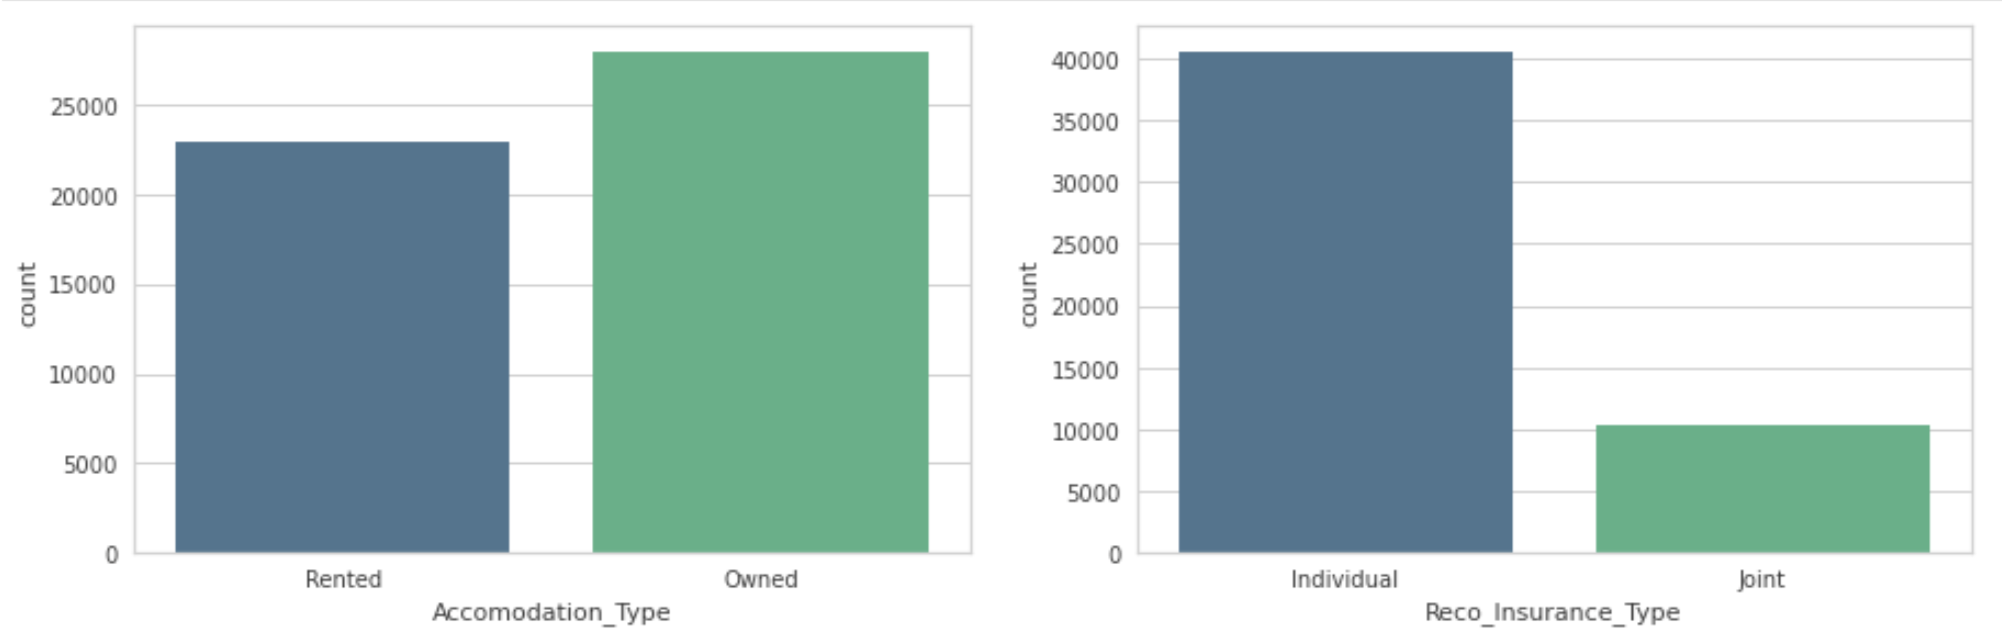 25000
20000
15000
10000
5000
0
count
Rented Owned
Accomodation_Type
40000
35000
30000
25000
20000
15000
10000
5000
0
count
Individual Joint
Reco_Insurance_Type